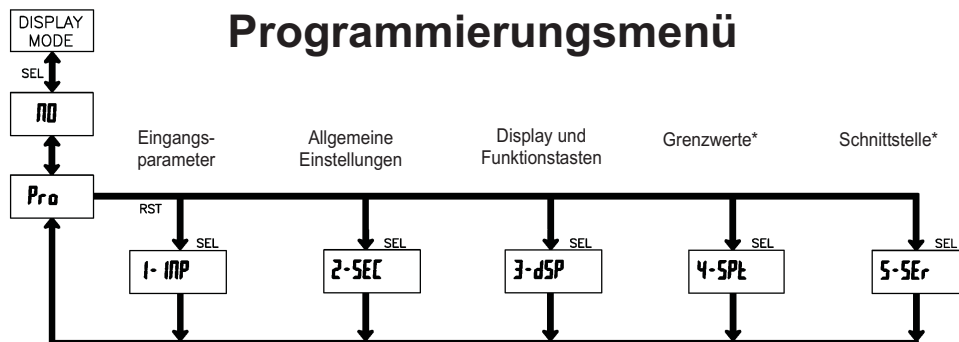 Programmierungsmenü
DISPLAY
MODE
SEL
NO
Pro
Eingangs-
parameter
Allgemeine
Einstellungen
Display und
Funktionstasten
Grenzwerte*
Schnittstelle*
RST
SEL
1-INP
SEL
2-SEC
SEL
3-dSP
SEL
4-SPt
SEL
5-SEr